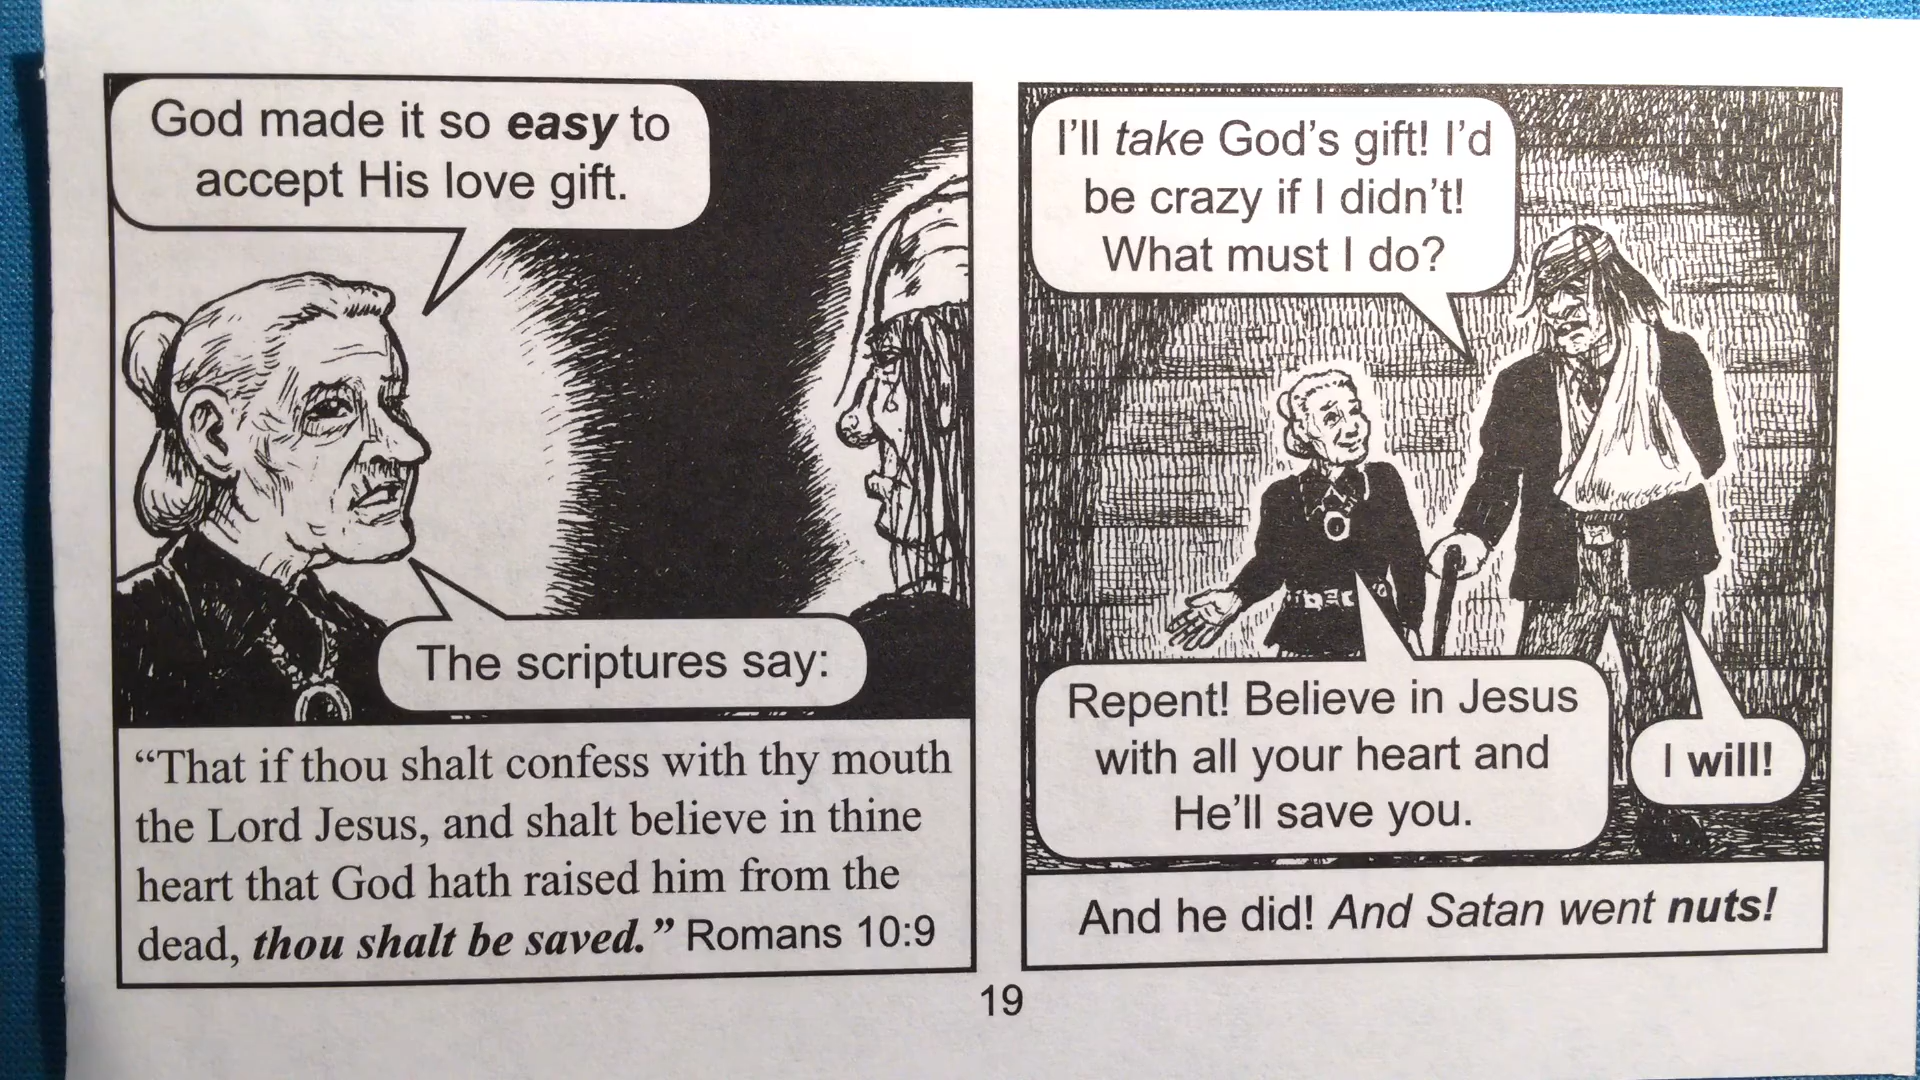 God made it so easy to
accept His love gift.
The scriptures say:
“That if thou shalt confess with thy mouth
the Lord Jesus, and shalt believe in thine
heart that God hath raised him from the
dead, thou shalt be saved.” Romans 10:9
I’ll take God’s gift! I’d
be crazy if I didn’t!
What must I do?
Repent! Believe in Jesus
with all your heart and
He’ll save you.
I will!
And he did! And Satan went nuts!
19